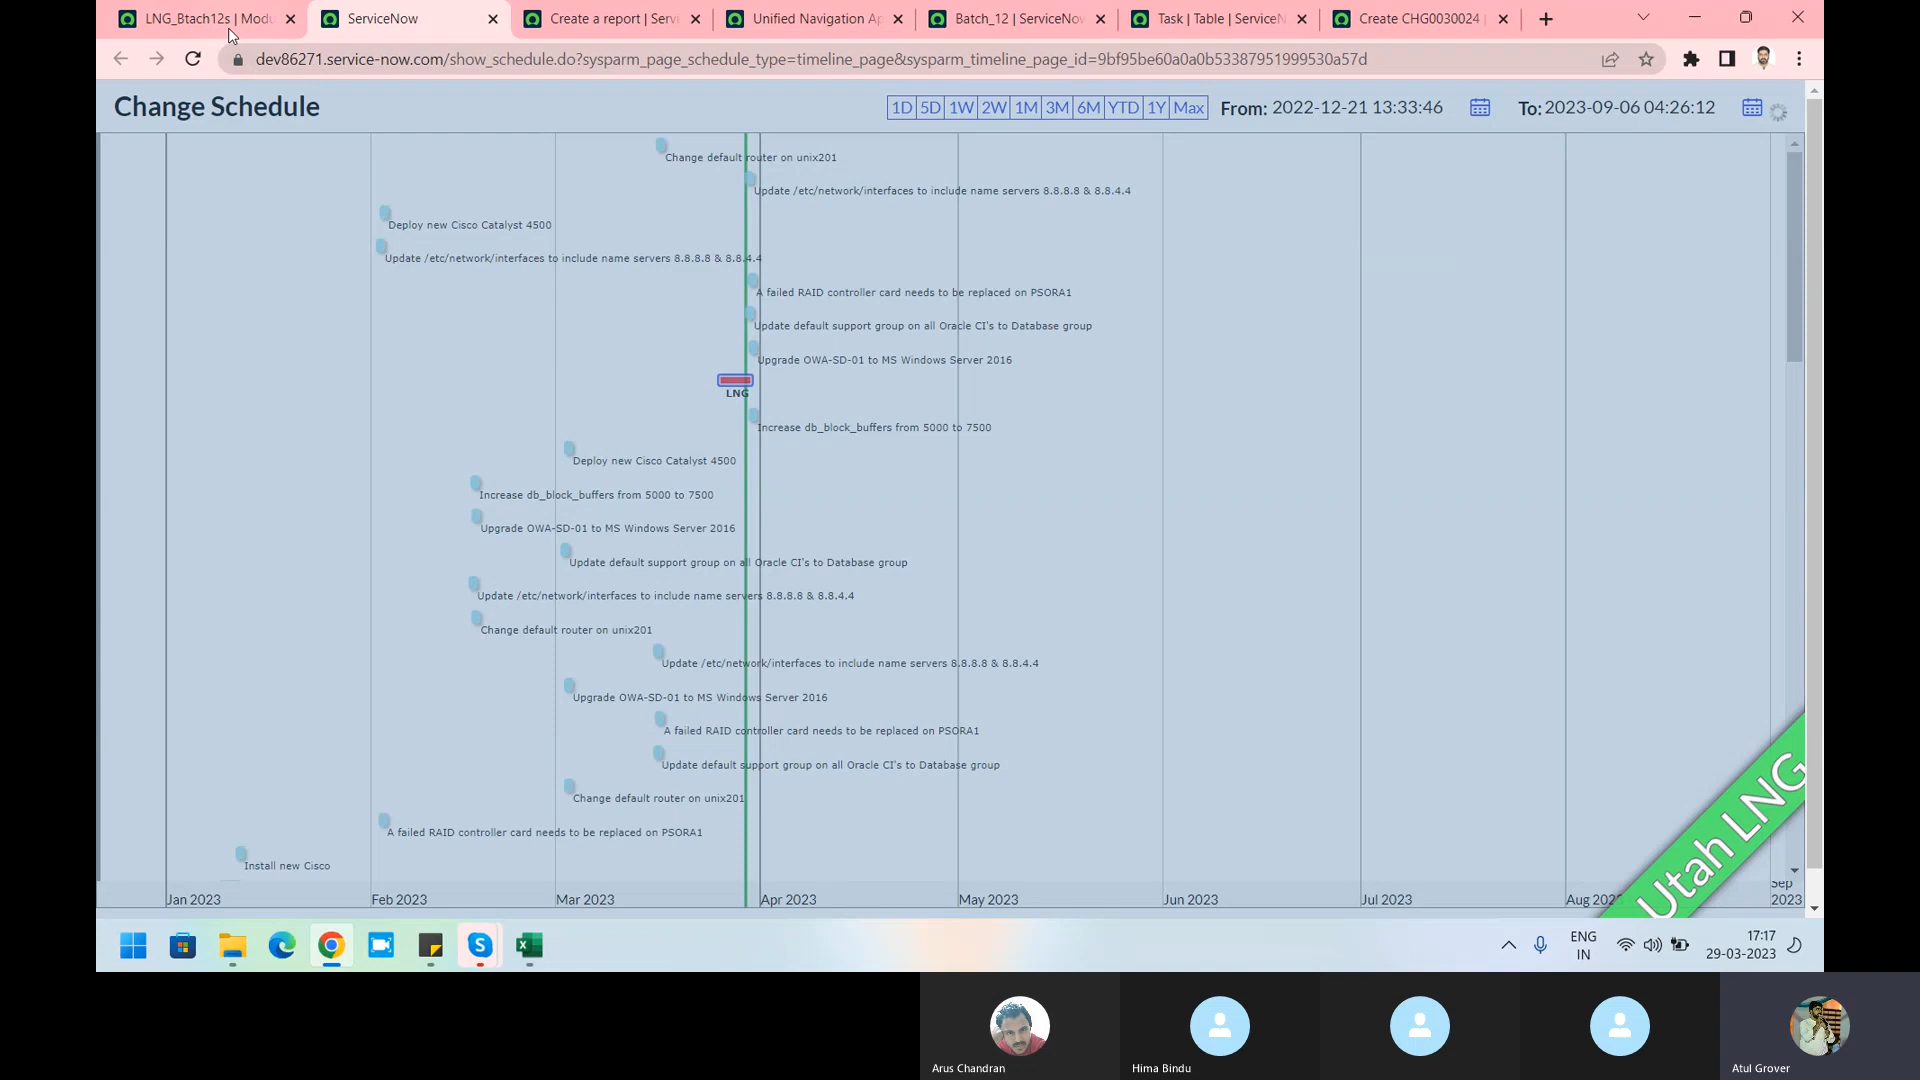 LNG_Btach12s | Modu
ServiceNow
Create a report | Serv
Unified Navigation Ap
Batch_12 | ServiceNow
Task | Table | ServiceN
Create CHG0030024 |
dev86271.service-now.com/show_schedule.do?sysparm_page_schedule_type=timeline_page&sysparm_timeline_page_id=9bf95be60a0a0b53387951999530a57d
Change Schedule
1D 5D 1W 2W 1M 3M 6M YTD 1Y Max
From: 2022-12-21 13:33:46
To: 2023-09-06 04:26:12
Change default router on unix201
Update /etc/network/interfaces to include name servers 8.8.8.8 & 8.8.4.4
Deploy new Cisco Catalyst 4500
Update /etc/network/interfaces to include name servers 8.8.8.8 & 8.8.4.4
A failed RAID controller card needs to be replaced on PSORA1
Update default support group on all Oracle CI's to Database group
Upgrade OWA-SD-01 to MS Windows Server 2016
LNG
Increase db_block_buffers from 5000 to 7500
Deploy new Cisco Catalyst 4500
Increase db_block_buffers from 5000 to 7500
Upgrade OWA-SD-01 to MS Windows Server 2016
Update default support group on all Oracle CI's to Database group
Update /etc/network/interfaces to include name servers 8.8.8.8 & 8.8.4.4
Change default router on unix201
Update /etc/network/interfaces to include name servers 8.8.8.8 & 8.8.4.4
Upgrade OWA-SD-01 to MS Windows Server 2016
A failed RAID controller card needs to be replaced on PSORA1
Update default support group on all Oracle CI's to Database group
Change default router on unix201
A failed RAID controller card needs to be replaced on PSORA1
Install new Cisco
Jan 2023
Feb 2023
Mar 2023
Apr 2023
May 2023
Jun 2023
Jul 2023
Aug 202
Sep
2023
Utah LNG
ENG
IN
17:17
29-03-2023
Arus Chandran
Hima Bindu
Atul Grover